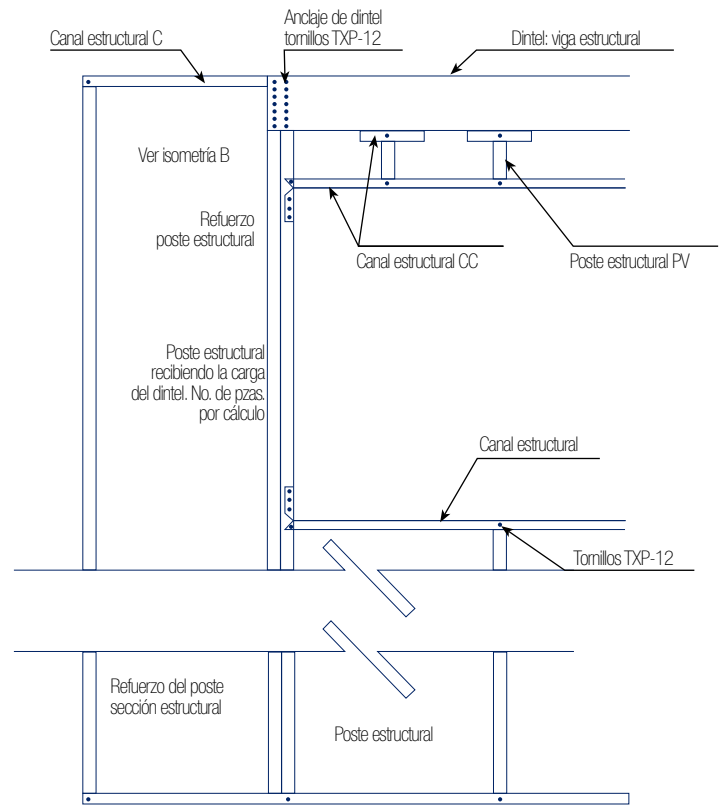 Anclaje de dintel
tornillos TXP-12
Canal estructural C
Dintel: viga estructural
Ver isometría B
Refuerzo
poste estructural
Canal estructural CC
Poste estructural PV
Poste estructural
recibiendo la carga
del dintel. No. de pzas.
por cálculo
Canal estructural
Tornillos TXP-12
Refuerzo del poste
sección estructural
Poste estructural